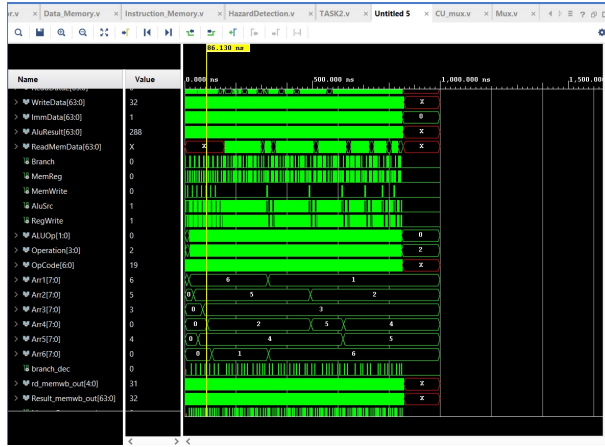 or.v × Data_Memory.v × Instruction_Memory.v × HazardDetection.v × TASK2.v × Untitled 5 × CU_mux.v × Mux.v ×
86.130 ns
Name Value 0.000 ns 500.000 ns 1,000.000 ns 1,500.00
WriteData[63:0] 32 X
ImmData[63:0] 1 0
AluResult[63:0] 288 X
ReadMemData[63:0] X X X
Branch 0
MemReg 0
MemWrite 0
AluSrc 1
RegWrite 1
ALUOp[1:0] 0 0
Operation[3:0] 2 2
OpCode[6:0] 19 X
Arr1[7:0] 6 6 1
Arr2[7:0] 5 0 5 2
Arr3[7:0] 3 0 3
Arr4[7:0] 0 0 2 5 4
Arr5[7:0] 4 0 4 5
Arr6[7:0] 0 0 1 6
branch_dec 0
rd_memwb_out[4:0] 31 X
Result_memwb_out[63:0] 32 X